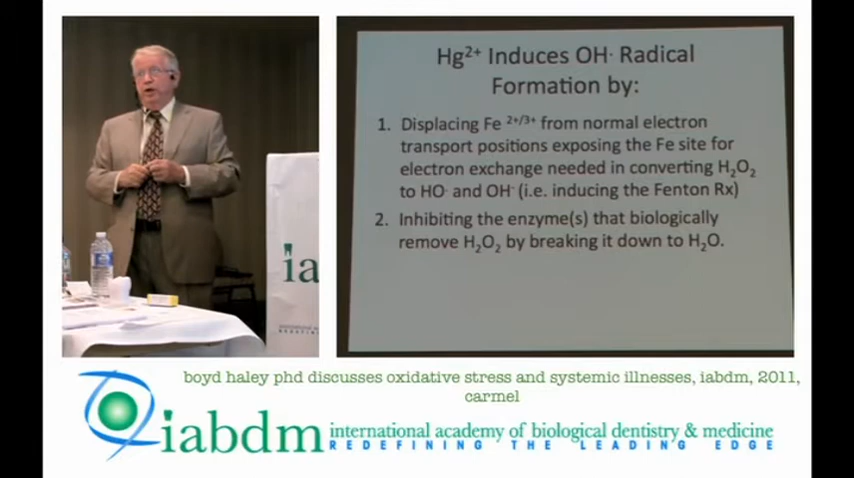 Hg²⁺ Induces OH· Radical
Formation by:
1. Displacing Fe ²⁺/³⁺ from normal electron
transport positions exposing the Fe site for
electron exchange needed in converting H₂O₂
to HO· and OH⁻ (i.e. inducing the Fenton Rx)
2. Inhibiting the enzyme(s) that biologically
remove H₂O₂ by breaking it down to H₂O.
ia
boyd haley phd discusses oxidative stress and systemic illnesses, iabdm, 2011,
carmel
iabdm international academy of biological dentistry & medicine
REDEFINING THE LEADING EDGE